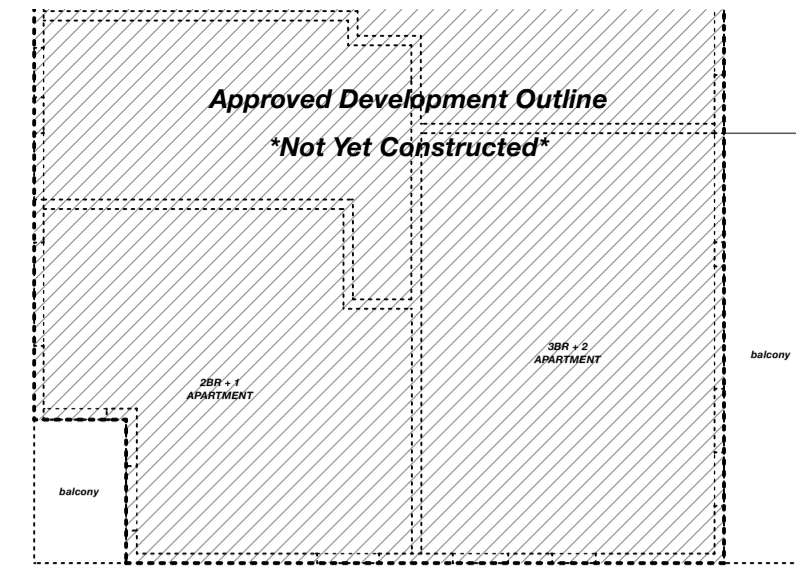 Approved Development Outline
*Not Yet Constructed*
3BR + 2
APARTMENT
balcony
2BR + 1
APARTMENT
balcony